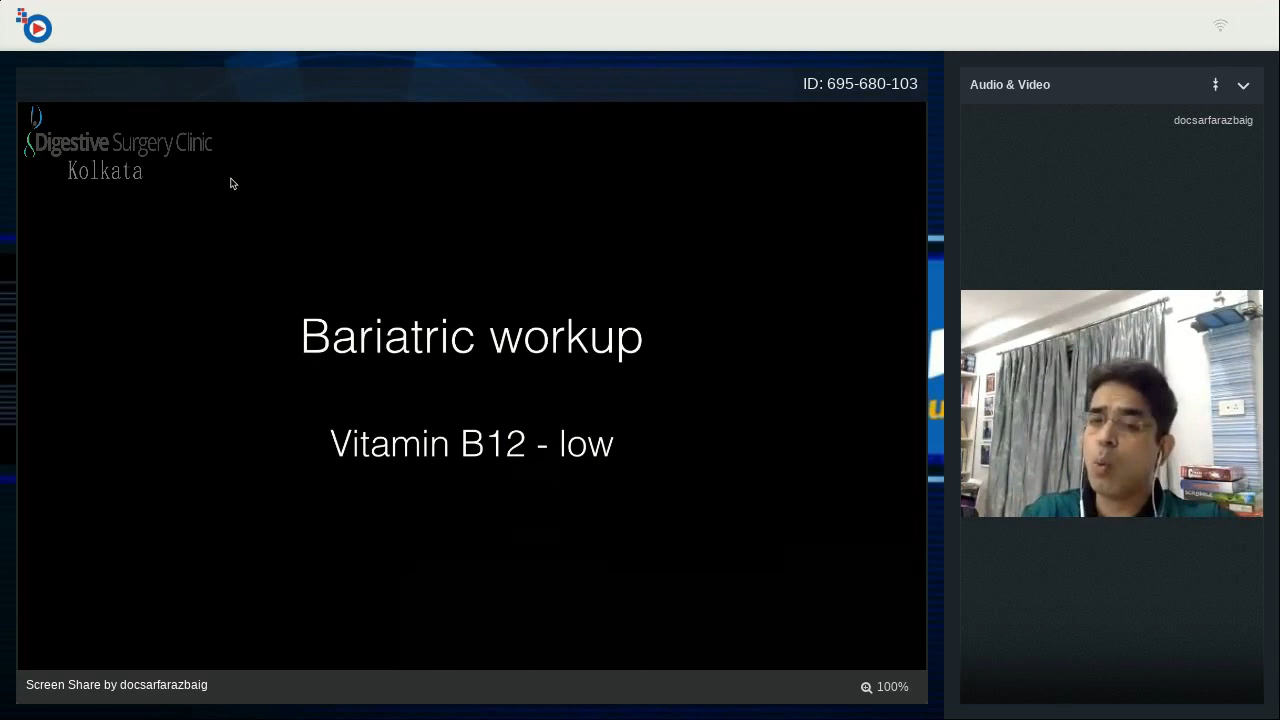 ID: 695-680-103
Audio & Video
docsarfarazbaig
Digestive Surgery Clinic
Kolkata
Bariatric workup
Vitamin B12 - low
SCRABBLE
Screen Share by docsarfarazbaig
100%